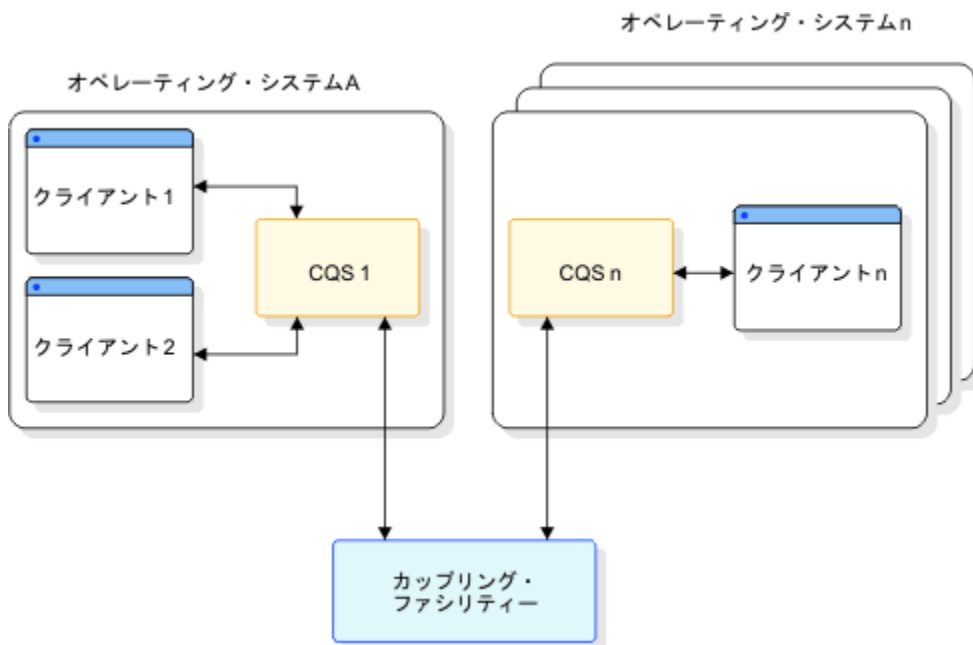 オペレーティング・システムn
オペレーティング・システムA
クライアント1
CQS 1
クライアント2
CQS n
クライアントn
カップリング・
ファシリティー